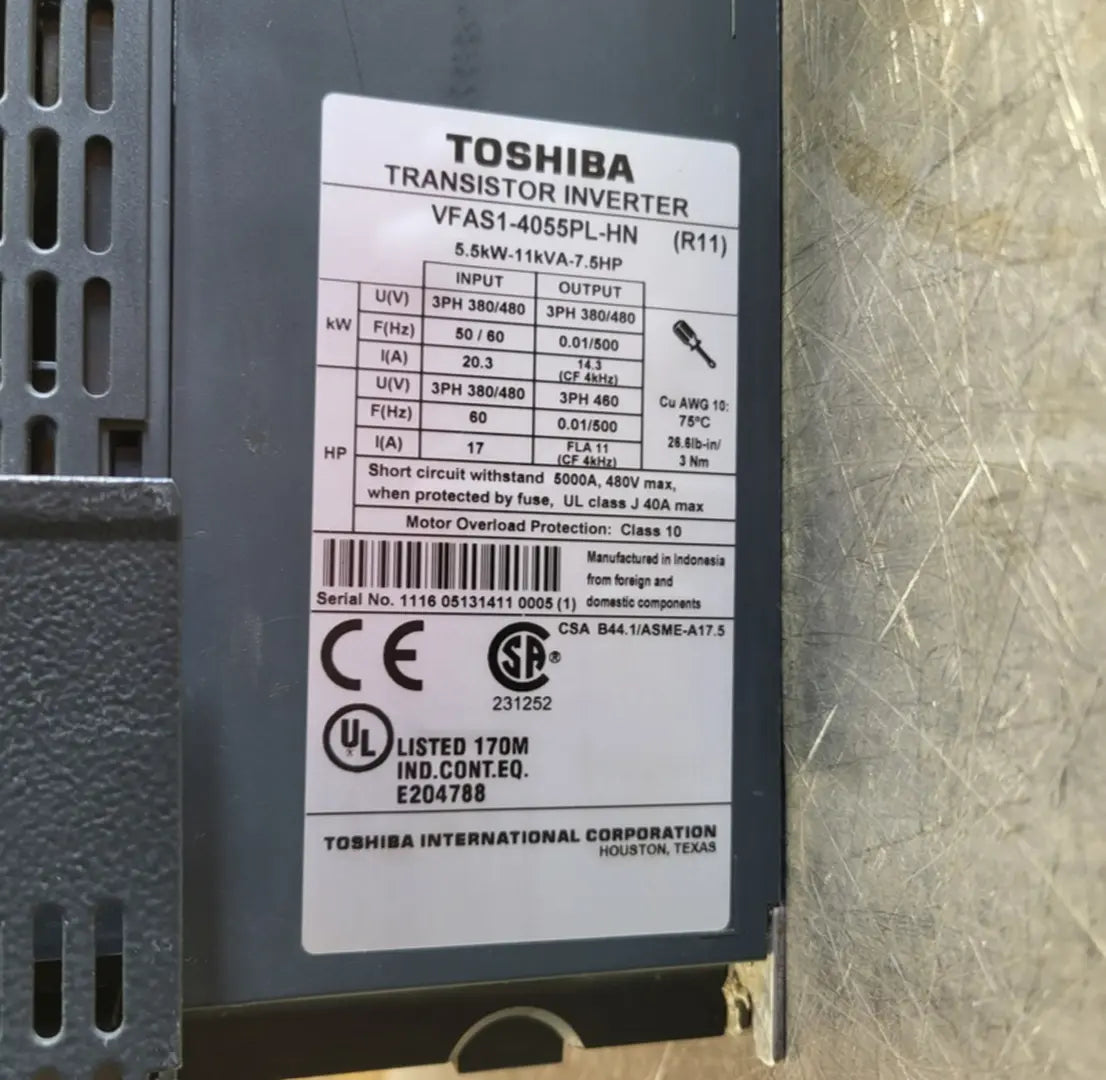 TOSHIBA
TRANSISTOR INVERTER
VFAS1-4055PL-HN (R11)
5.5kW-11kVA-7.5HP
INPUT OUTPUT
kW
U(V) 3PH 380/480 3PH 380/480
F(Hz) 50 / 60 0.01/500
I(A) 20.3 14.3
(CF 4kHz)
HP
U(V) 3PH 380/480 3PH 460
F(Hz) 60 0.01/500
I(A) 17 FLA 11
(CF 4kHz)
Cu AWG 10:
75°C
26.6lb-in/
3 Nm
Short circuit withstand 5000A, 480V max,
when protected by fuse, UL class J 40A max
Motor Overload Protection: Class 10
Serial No. 1116 05131411 0005 (1)
Manufactured in Indonesia
from foreign and
domestic components
CE
SA®
CSA B44.1/ASME-A17.5
231252
UL
LISTED 170M
IND.CONT.EQ.
E204788
TOSHIBA INTERNATIONAL CORPORATION
HOUSTON, TEXAS